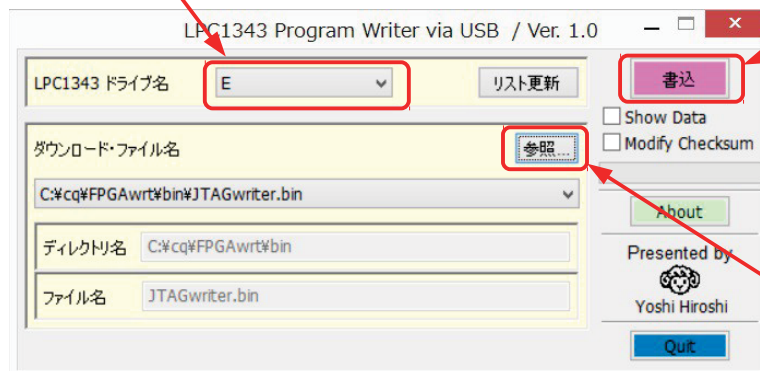 LPC1343 Program Writer via USB / Ver. 1.0
LPC1343 ドライブ名
E
リスト更新
書込
Show Data
Modify Checksum
ダウンロード・ファイル名
参照...
C:¥cq¥FPGAwrt¥bin¥JTAGwriter.bin
About
ディレクトリ名
C:¥cq¥FPGAwrt¥bin
Presented by
ファイル名
JTAGwriter.bin
Yoshi Hiroshi
Quit